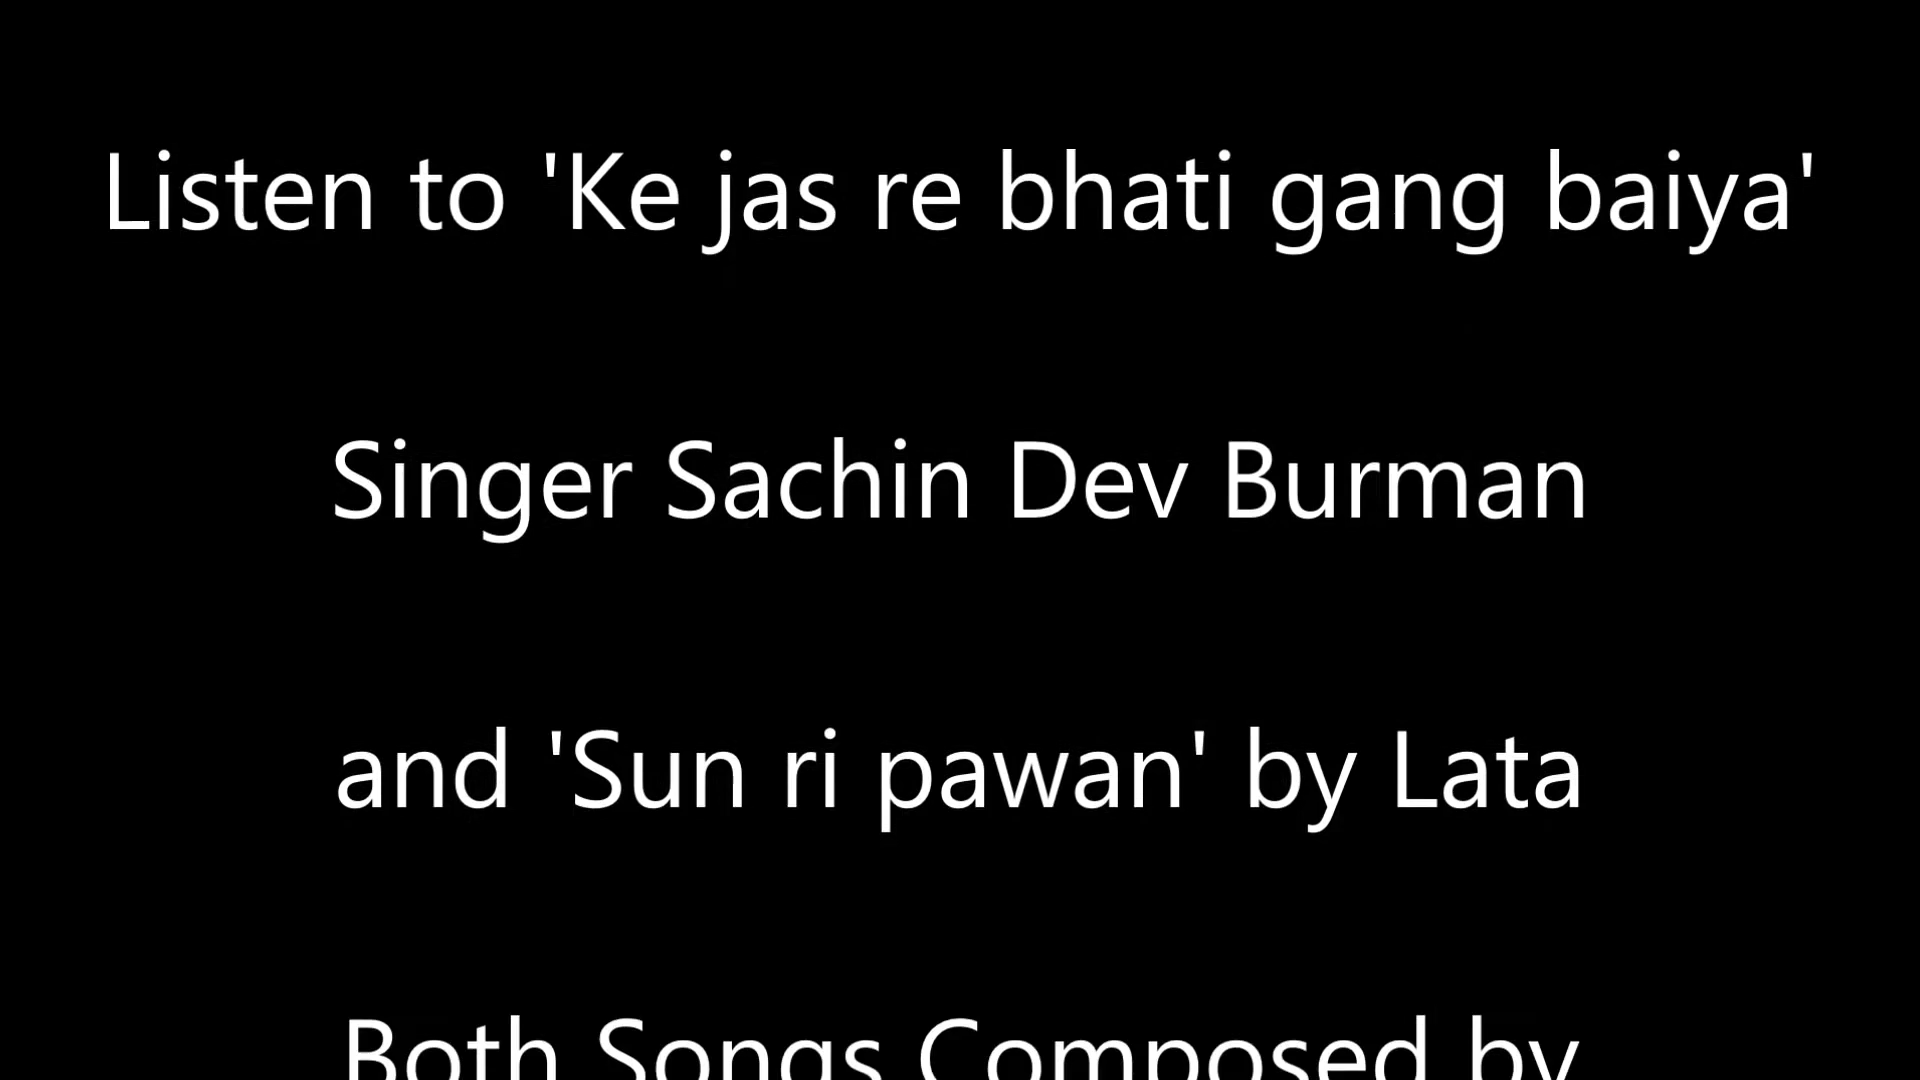 Listen to 'Ke jas re bhati gang baiya'
Singer Sachin Dev Burman
and 'Sun ri pawan' by Lata
Both Songs Composed by